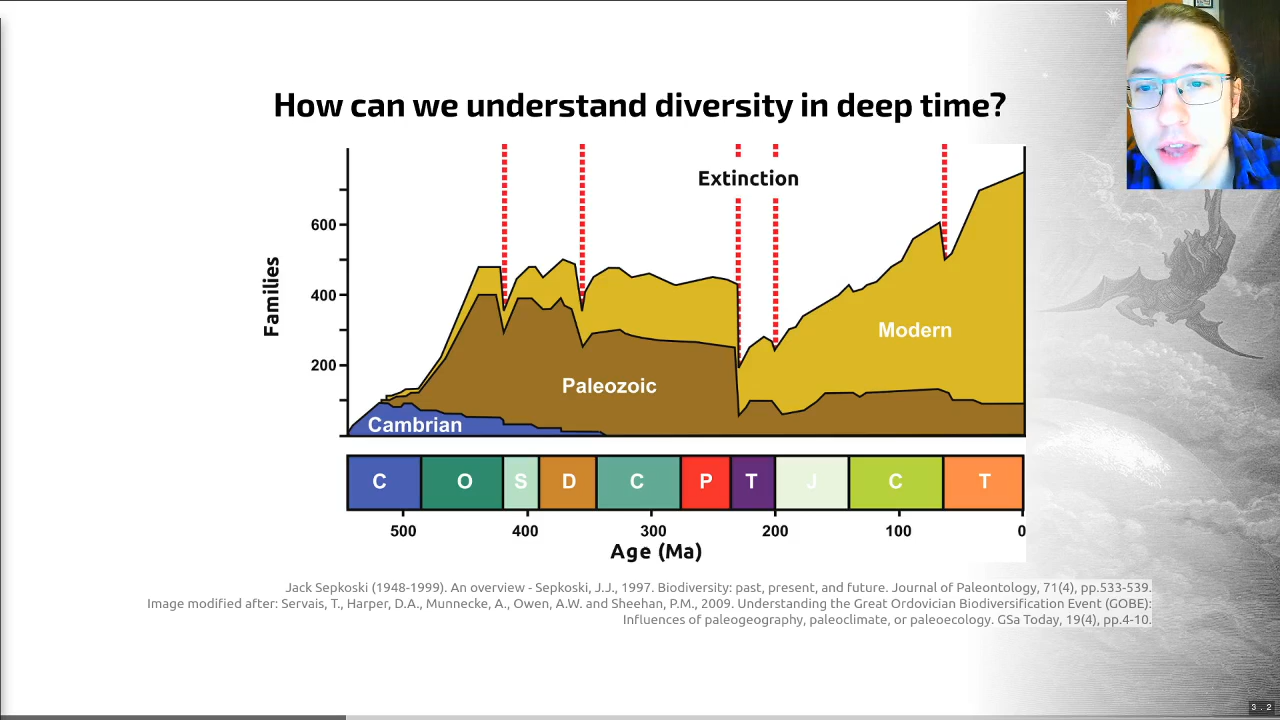 How can we understand diversity in deep time?
Extinction
Families
600
400
200
Modern
Paleozoic
Cambrian
C O S D C P T J C T
500 400 300 200 100 0
Age (Ma)
Jack Sepkoski (1948-1999). An overview - Sepkoski, J.J., 1997. Biodiversity: past, present, and future. Journal of Paleontology, 71(4), pp.533-539.
Image modified after: Servais, T., Harper, D.A., Munnecke, A., Owen, A.W. and Sheehan, P.M., 2009. Understanding the Great Ordovician Biodiversification Event (GOBE):
Influences of paleogeography, paleoclimate, or paleoecology. GSa Today, 19(4), pp.4-10.
3 . 2